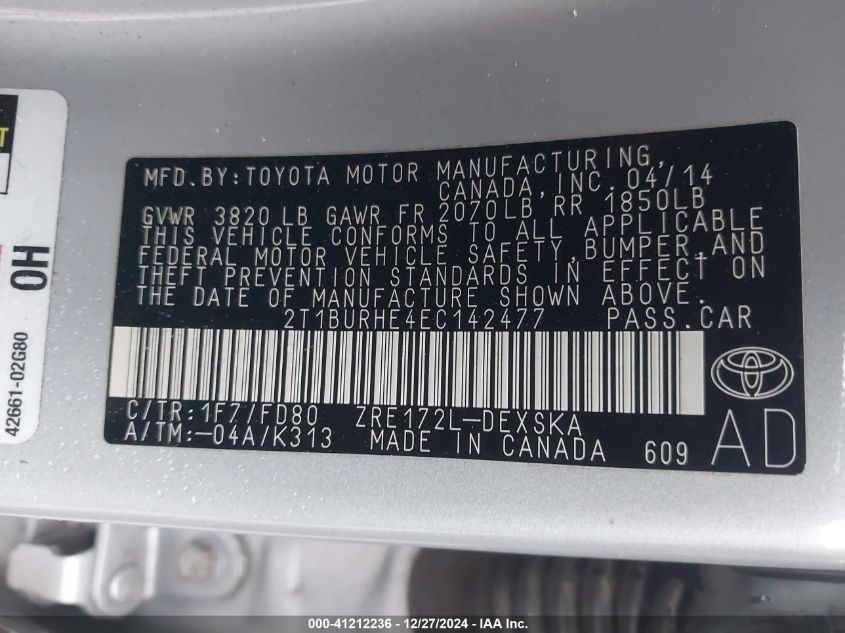 MFD. BY: TOYOTA MOTOR MANUFACTURING,
CANADA, INC. 04/14
GVWR 3820 LB GAWR FR 2070LB RR 1850LB
THIS VEHICLE CONFORMS TO ALL APPLICABLE
FEDERAL MOTOR VEHICLE SAFETY, BUMPER, AND
THEFT PREVENTION STANDARDS IN EFFECT ON
THE DATE OF MANUFACTURE SHOWN ABOVE.
2T1BURHE4EC142477 PASS. CAR
C/TR: 1F7/FD80 ZRE172L-DEXSKA
A/TM: -04A/K313 MADE IN CANADA 609
AD
OH
42661-02G80
000-41212236 - 12/27/2024 - IAA Inc.